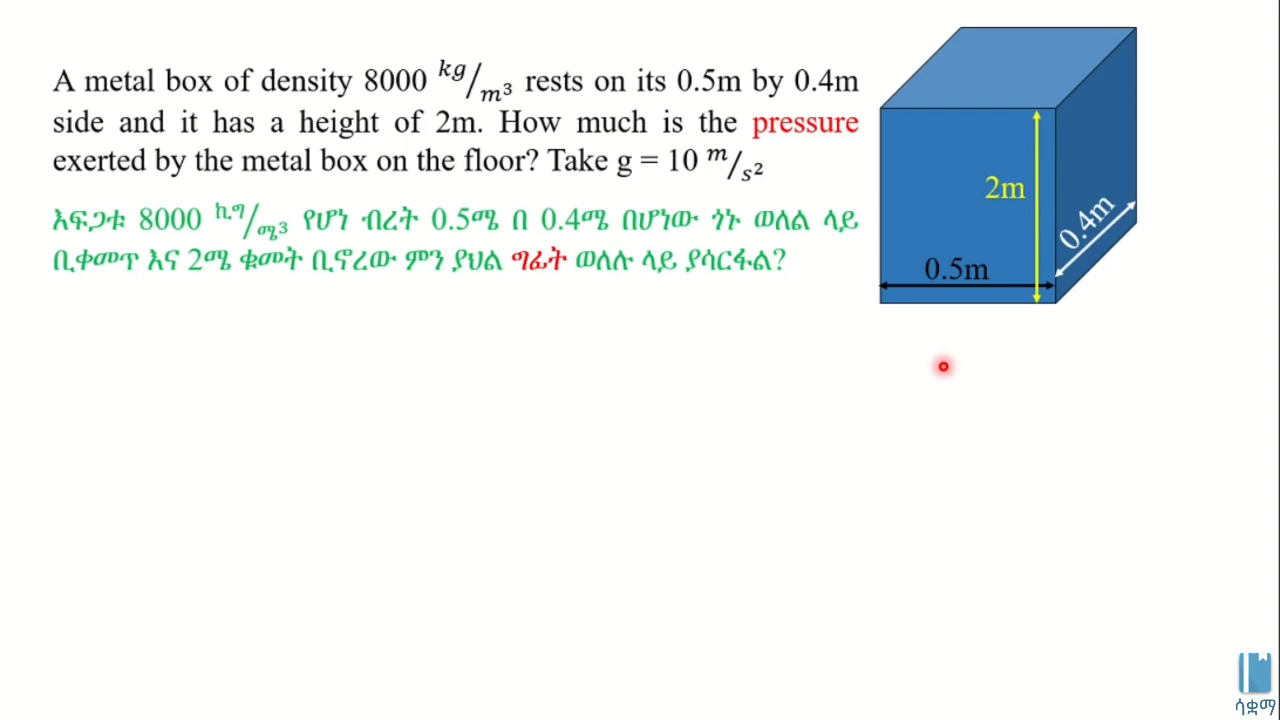 A metal box of density 8000 kg/m³ rests on its 0.5m by 0.4m
side and it has a height of 2m. How much is the pressure
exerted by the metal box on the floor? Take g = 10 m/s²
እፍጋቱ 8000 ኪ.ግ/ሜ³ የሆነ ብረት 0.5ሜ በ 0.4ሜ በሆነው ጎኑ ወለል ላይ
ቢቀመጥ እና 2ሜ ቁመት ቢኖረው ምን ያህል ግፊት ወለሉ ላይ ያሳርፋል?
2m
0.4m
0.5m
ሳቋማ